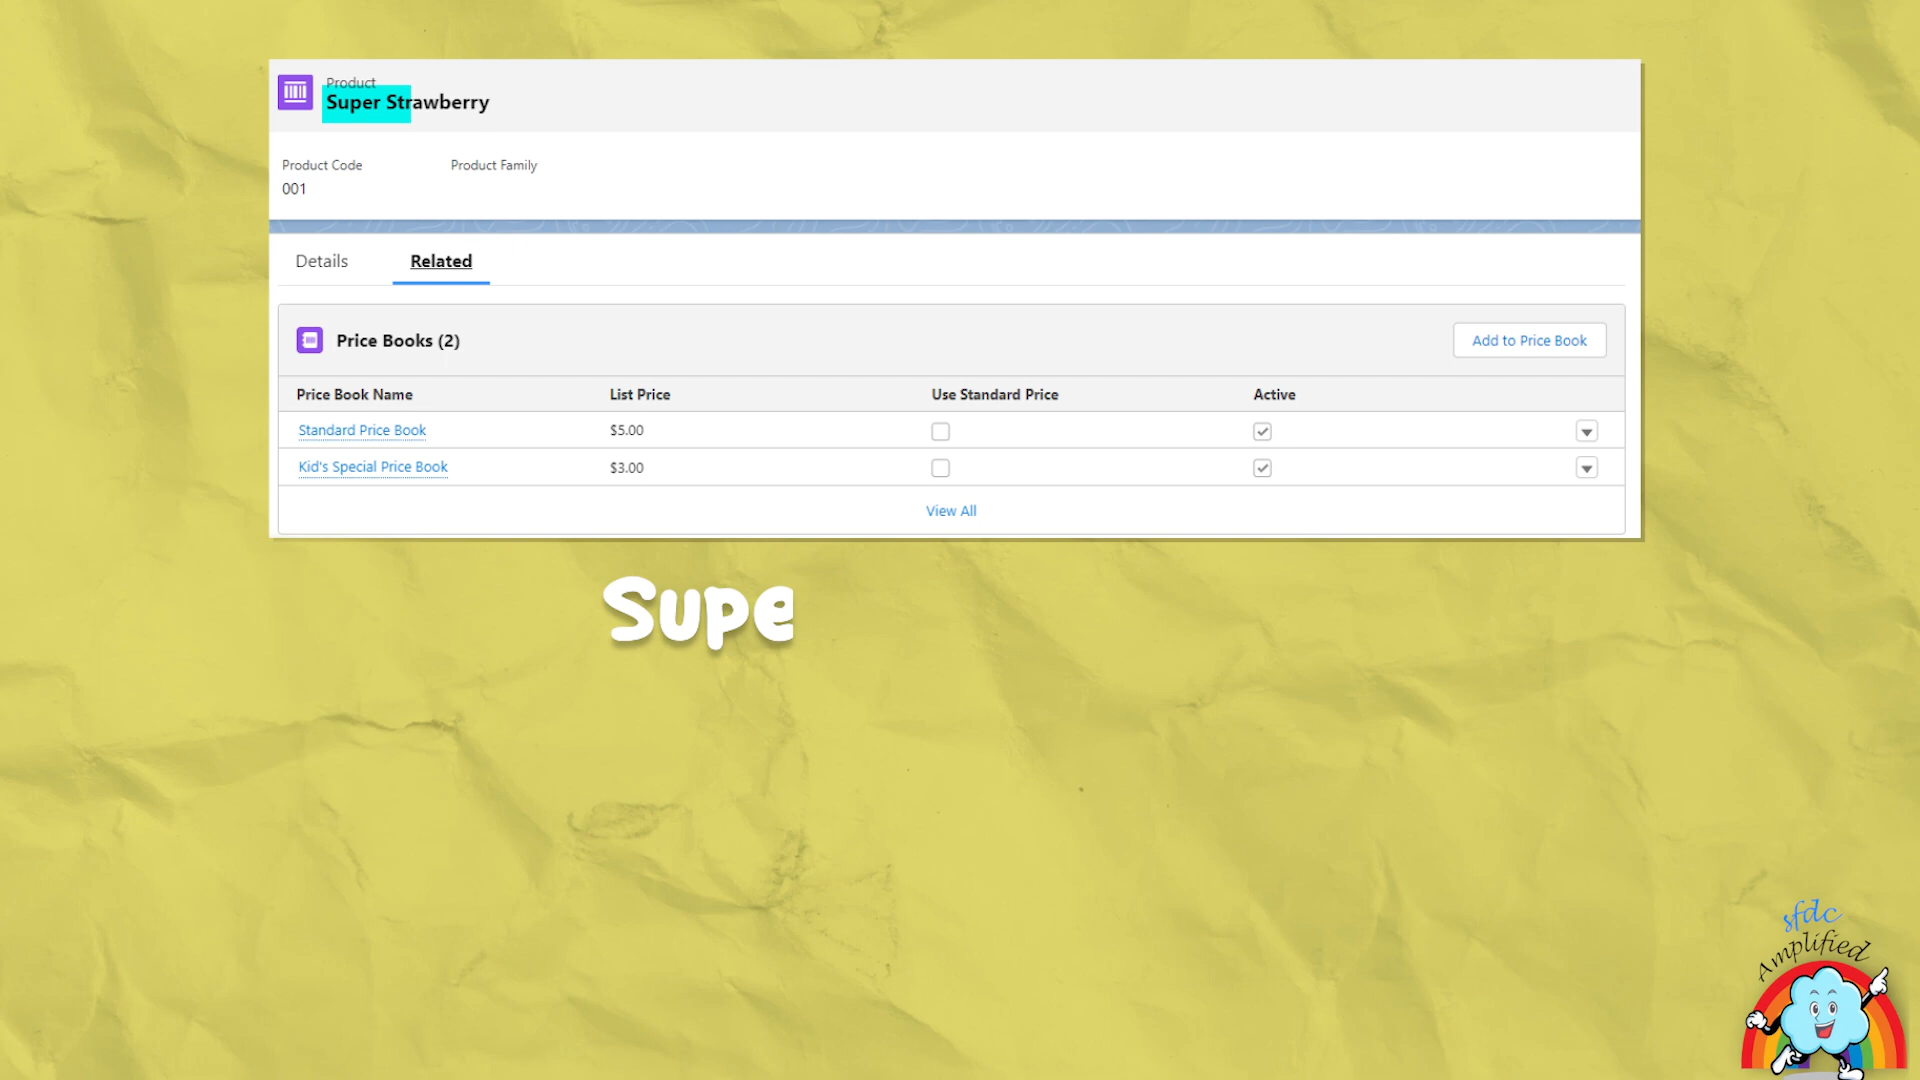 Product
Super Strawberry
Product Code
Product Family
001
Details
Related
Price Books (2)
Add to Price Book
Price Book Name
List Price
Use Standard Price
Active
Standard Price Book
$5.00
Kid's Special Price Book
$3.00
View All
Supe
sfdc
Amplified